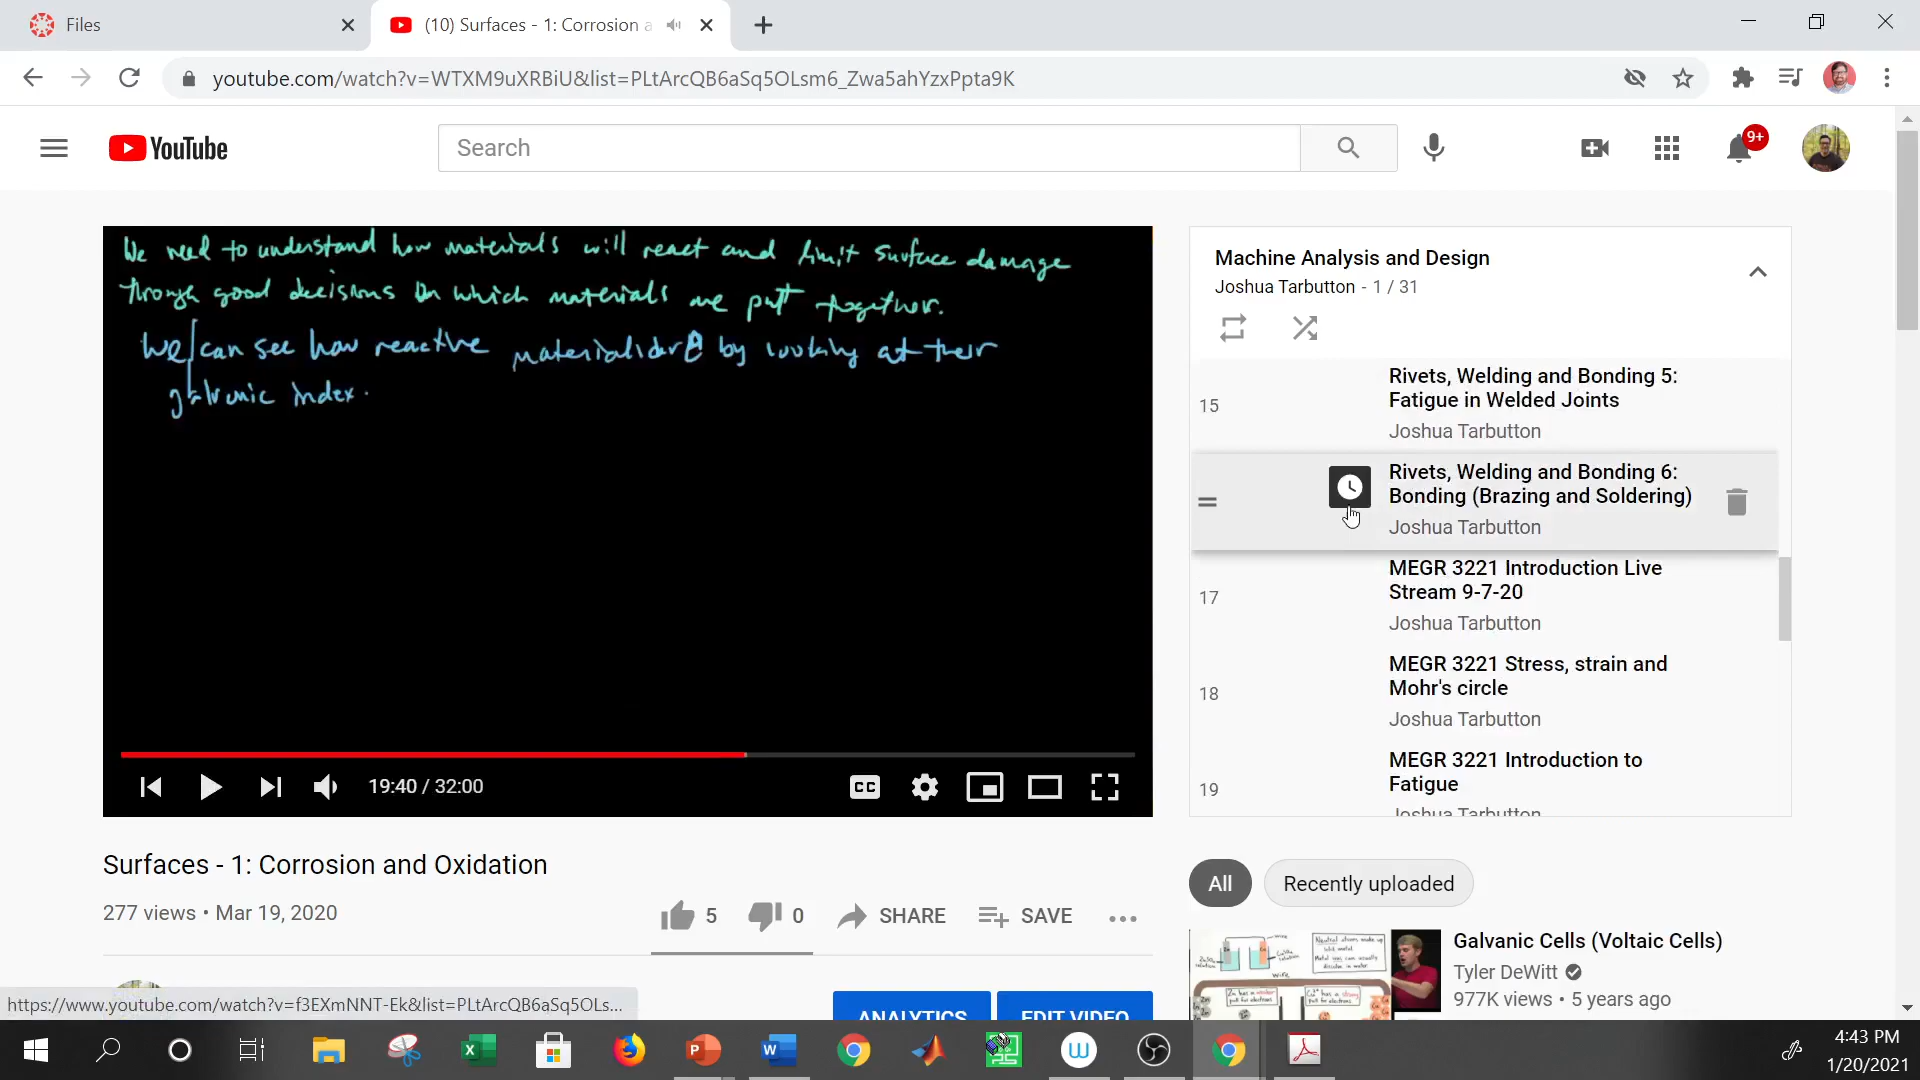 Files
(10) Surfaces - 1: Corrosion a
youtube.com/watch?v=WTXM9uXRBiU&list=PLtArcQB6aSq5OLsm6_Zwa5ahYzxPpta9K
YouTube
Search
9+
We need to understand how materials will react and limit surface damage
through good decisions on which materials are put together.
We can see how reactive by looking at their
galvanic index.
19:40 / 32:00
CC
Machine Analysis and Design
Joshua Tarbutton - 1 / 31
15
Rivets, Welding and Bonding 5:
Fatigue in Welded Joints
Joshua Tarbutton
Rivets, Welding and Bonding 6:
Bonding (Brazing and Soldering)
Joshua Tarbutton
17
MEGR 3221 Introduction Live
Stream 9-7-20
Joshua Tarbutton
18
MEGR 3221 Stress, strain and
Mohr's circle
Joshua Tarbutton
19
MEGR 3221 Introduction to
Fatigue
Joshua Tarbutton
Surfaces - 1: Corrosion and Oxidation
277 views • Mar 19, 2020
5
0
SHARE
SAVE
All
Recently uploaded
Galvanic Cells (Voltaic Cells)
Tyler DeWitt
977K views • 5 years ago
ANALYTICS
EDIT VIDEO
https://www.youtube.com/watch?v=f3EXmNNT-Ek&list=PLtArcQB6aSq5OLs...
4:43 PM
1/20/2021